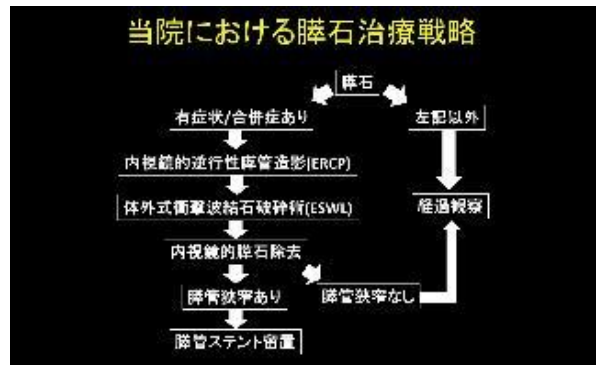 当院における膵石治療戦略
膵石
有症状/合併症あり
左記以外
内視鏡的逆行性膵管造影(ERCP)
体外式衝撃波結石破砕術(ESWL)
経過観察
内視鏡的膵石除去
膵管狭窄あり
膵管狭窄なし
膵管ステント留置